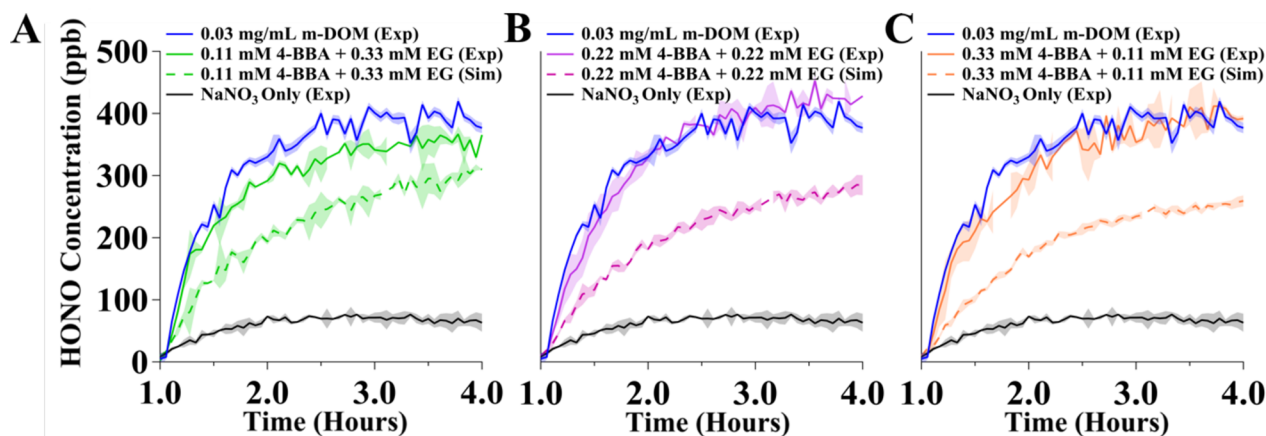 A
HONO Concentration (ppb)
500
400
300
200
100
0
0.03 mg/mL m-DOM (Exp)
0.11 mM 4-BBA + 0.33 mM EG (Exp)
0.11 mM 4-BBA + 0.33 mM EG (Sim)
NaNO₃ Only (Exp)
1.0 2.0 3.0 4.0
Time (Hours)
B
0.03 mg/mL m-DOM (Exp)
0.22 mM 4-BBA + 0.22 mM EG (Exp)
0.22 mM 4-BBA + 0.22 mM EG (Sim)
NaNO₃ Only (Exp)
1.0 2.0 3.0 4.0
Time (Hours)
C
0.03 mg/mL m-DOM (Exp)
0.33 mM 4-BBA + 0.11 mM EG (Exp)
0.33 mM 4-BBA + 0.11 mM EG (Sim)
NaNO₃ Only (Exp)
1.0 2.0 3.0 4.0
Time (Hours)